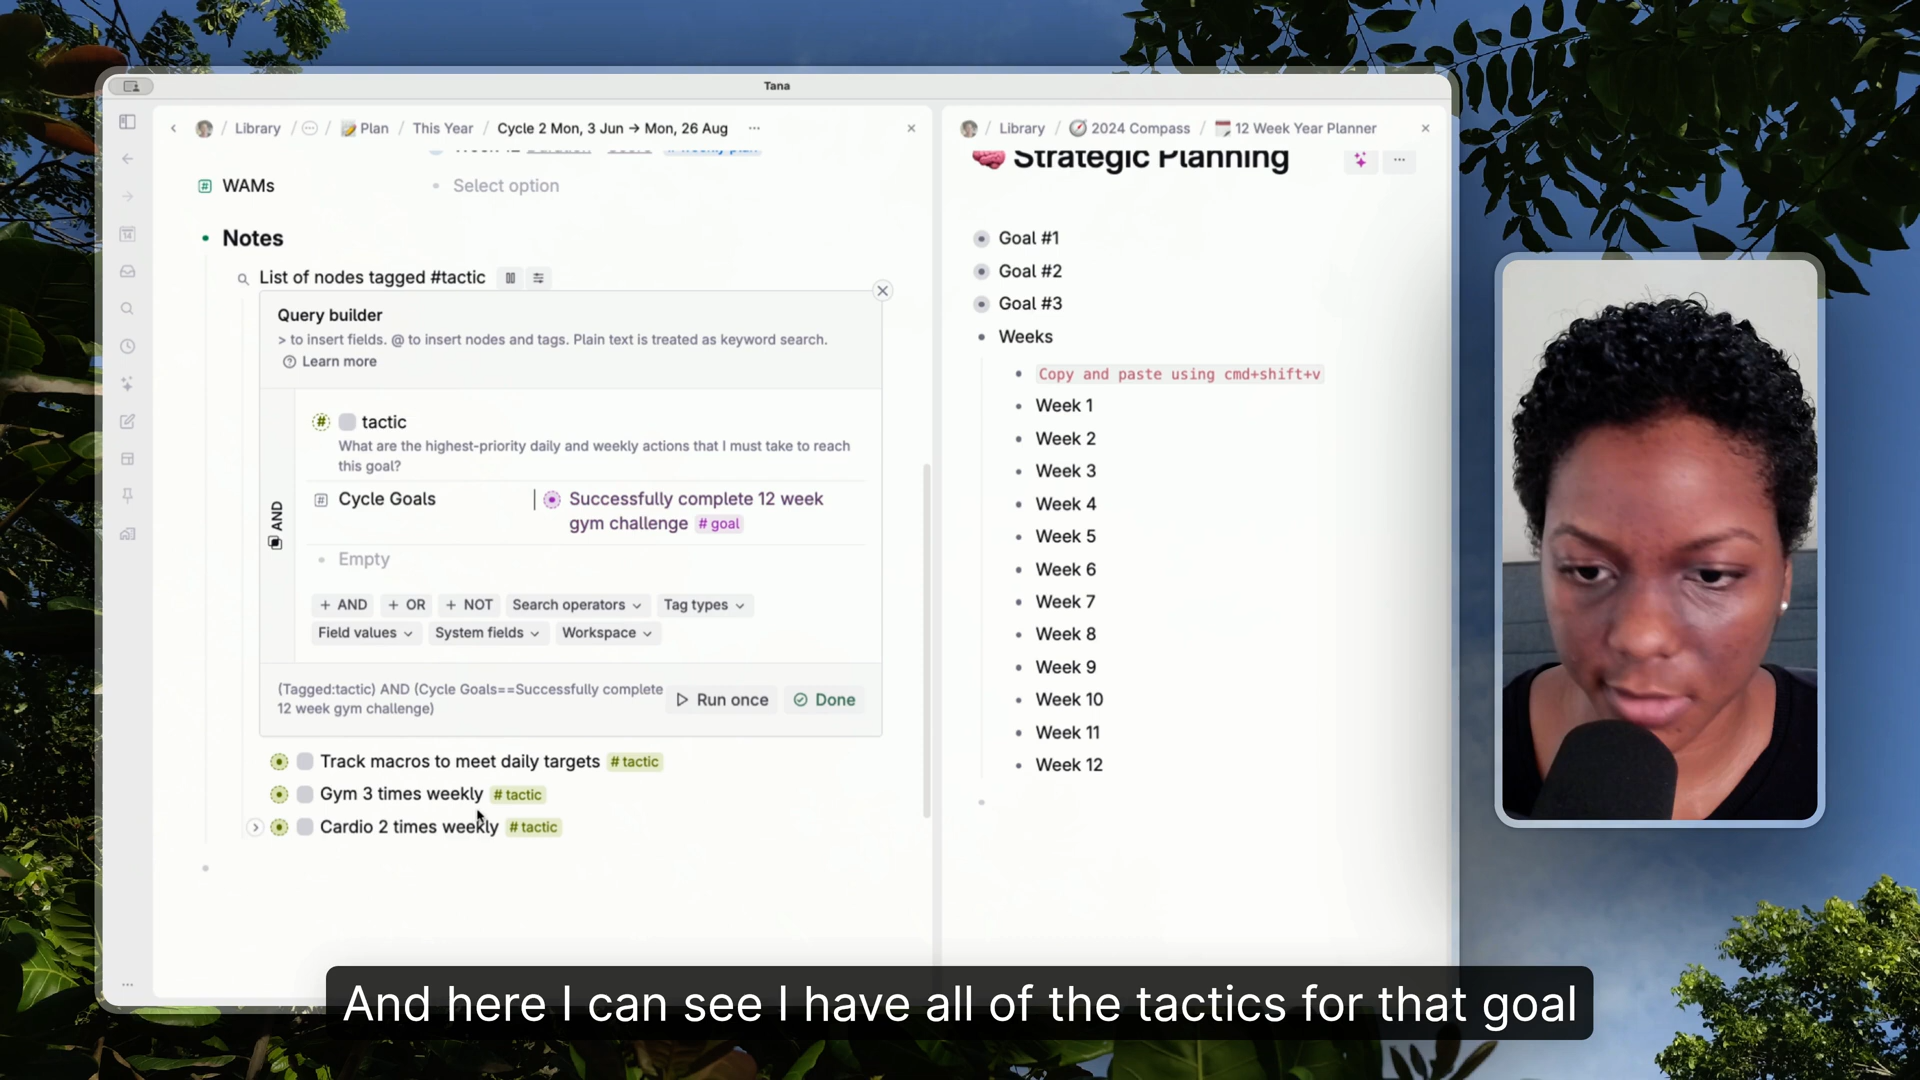 Tana
Library / / Plan / This Year / Cycle 2 Mon, 3 Jun → Mon, 26 Aug ...
WAMs
Select option
Notes
List of nodes tagged #tactic
Query builder
> to insert fields. @ to insert nodes and tags. Plain text is treated as keyword search.
Learn more
AND
# tactic
What are the highest-priority daily and weekly actions that I must take to reach
this goal?
Cycle Goals
Successfully complete 12 week
gym challenge # goal
Empty
+ AND + OR + NOT Search operators Tag types
Field values System fields Workspace
(Tagged:tactic) AND (Cycle Goals==Successfully complete
12 week gym challenge)
Run once Done
Track macros to meet daily targets # tactic
Gym 3 times weekly # tactic
Cardio 2 times weekly # tactic
/ Library / 2024 Compass / 12 Week Year Planner
Strategic Planning
Goal #1
Goal #2
Goal #3
Weeks
Copy and paste using cmd+shift+v
Week 1
Week 2
Week 3
Week 4
Week 5
Week 6
Week 7
Week 8
Week 9
Week 10
Week 11
Week 12
And here I can see I have all of the tactics for that goal